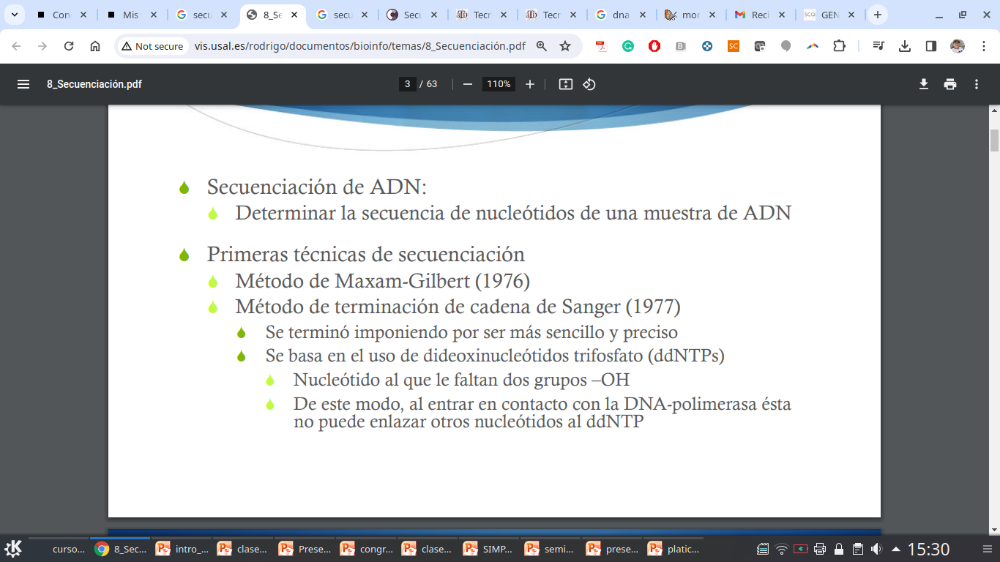 Con
Mis
secu
8_Se
secu
Secu
Tecr
Tecr
dna
mor
Reci
GEN
Not secure
vis.usal.es/rodrigo/documentos/bioinfo/temas/8_Secuenciación.pdf
8_Secuenciación.pdf
3 / 63
110%
Secuenciación de ADN:
Determinar la secuencia de nucleótidos de una muestra de ADN
Primeras técnicas de secuenciación
Método de Maxam-Gilbert (1976)
Método de terminación de cadena de Sanger (1977)
Se terminó imponiendo por ser más sencillo y preciso
Se basa en el uso de dideoxinucleótidos trifosfato (ddNTPs)
Nucleótido al que le faltan dos grupos –OH
De este modo, al entrar en contacto con la DNA-polimerasa ésta
no puede enlazar otros nucleótidos al ddNTP
curso...
8_Sec...
intro_...
clase...
Prese...
congr...
clase...
SIMP...
semi...
prese...
platic...
15:30